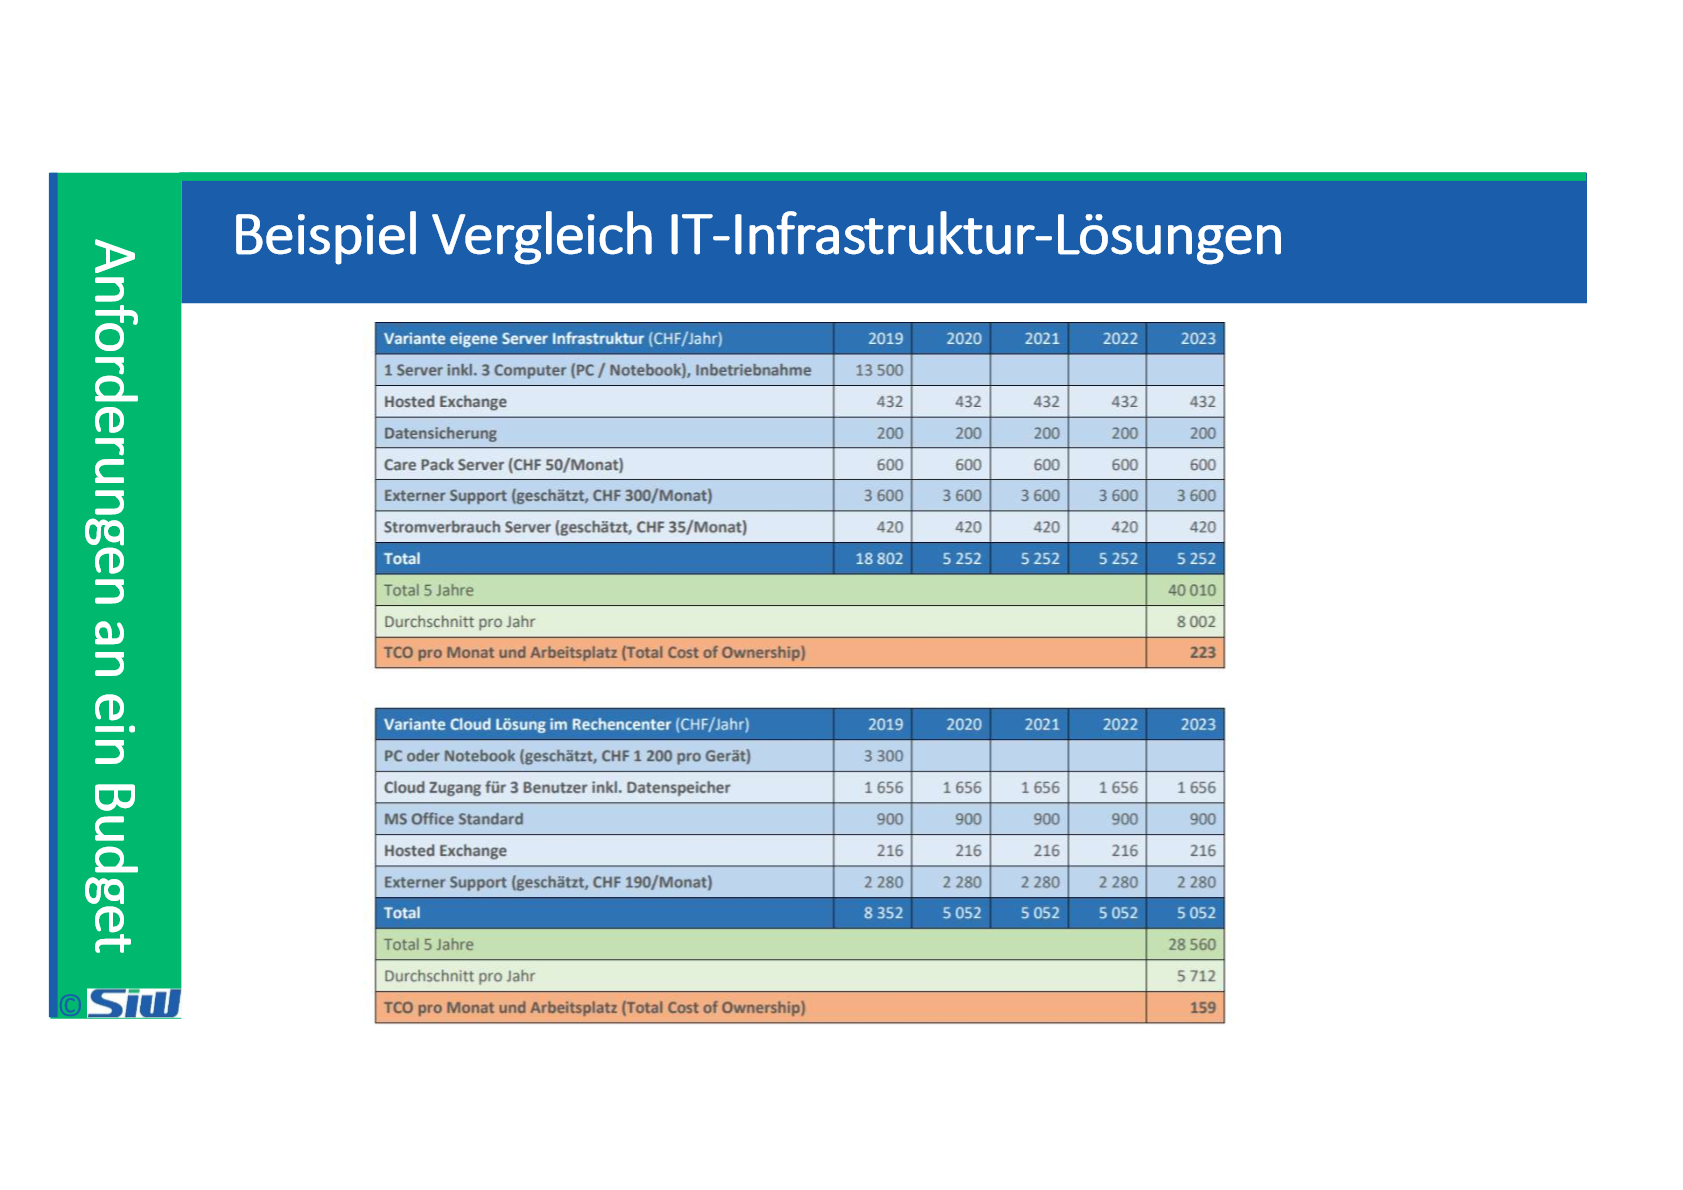 Beispiel Vergleich IT-Infrastruktur-Lösungen
Anforderungen an ein Budget
© SIW
Variante eigene Server Infrastruktur (CHF/Jahr) 2019 2020 2021 2022 2023
1 Server inkl. 3 Computer (PC / Notebook), Inbetriebnahme 13 500
Hosted Exchange 432 432 432 432 432
Datensicherung 200 200 200 200 200
Care Pack Server (CHF 50/Monat) 600 600 600 600 600
Externer Support (geschätzt, CHF 300/Monat) 3 600 3 600 3 600 3 600 3 600
Stromverbrauch Server (geschätzt, CHF 35/Monat) 420 420 420 420 420
Total 18 802 5 252 5 252 5 252 5 252
Total 5 Jahre 40 010
Durchschnitt pro Jahr 8 002
TCO pro Monat und Arbeitsplatz (Total Cost of Ownership) 223
Variante Cloud Lösung im Rechencenter (CHF/Jahr) 2019 2020 2021 2022 2023
PC oder Notebook (geschätzt, CHF 1 200 pro Gerät) 3 300
Cloud Zugang für 3 Benutzer inkl. Datenspeicher 1 656 1 656 1 656 1 656 1 656
MS Office Standard 900 900 900 900 900
Hosted Exchange 216 216 216 216 216
Externer Support (geschätzt, CHF 190/Monat) 2 280 2 280 2 280 2 280 2 280
Total 8 352 5 052 5 052 5 052 5 052
Total 5 Jahre 28 560
Durchschnitt pro Jahr 5 712
TCO pro Monat und Arbeitsplatz (Total Cost of Ownership) 159